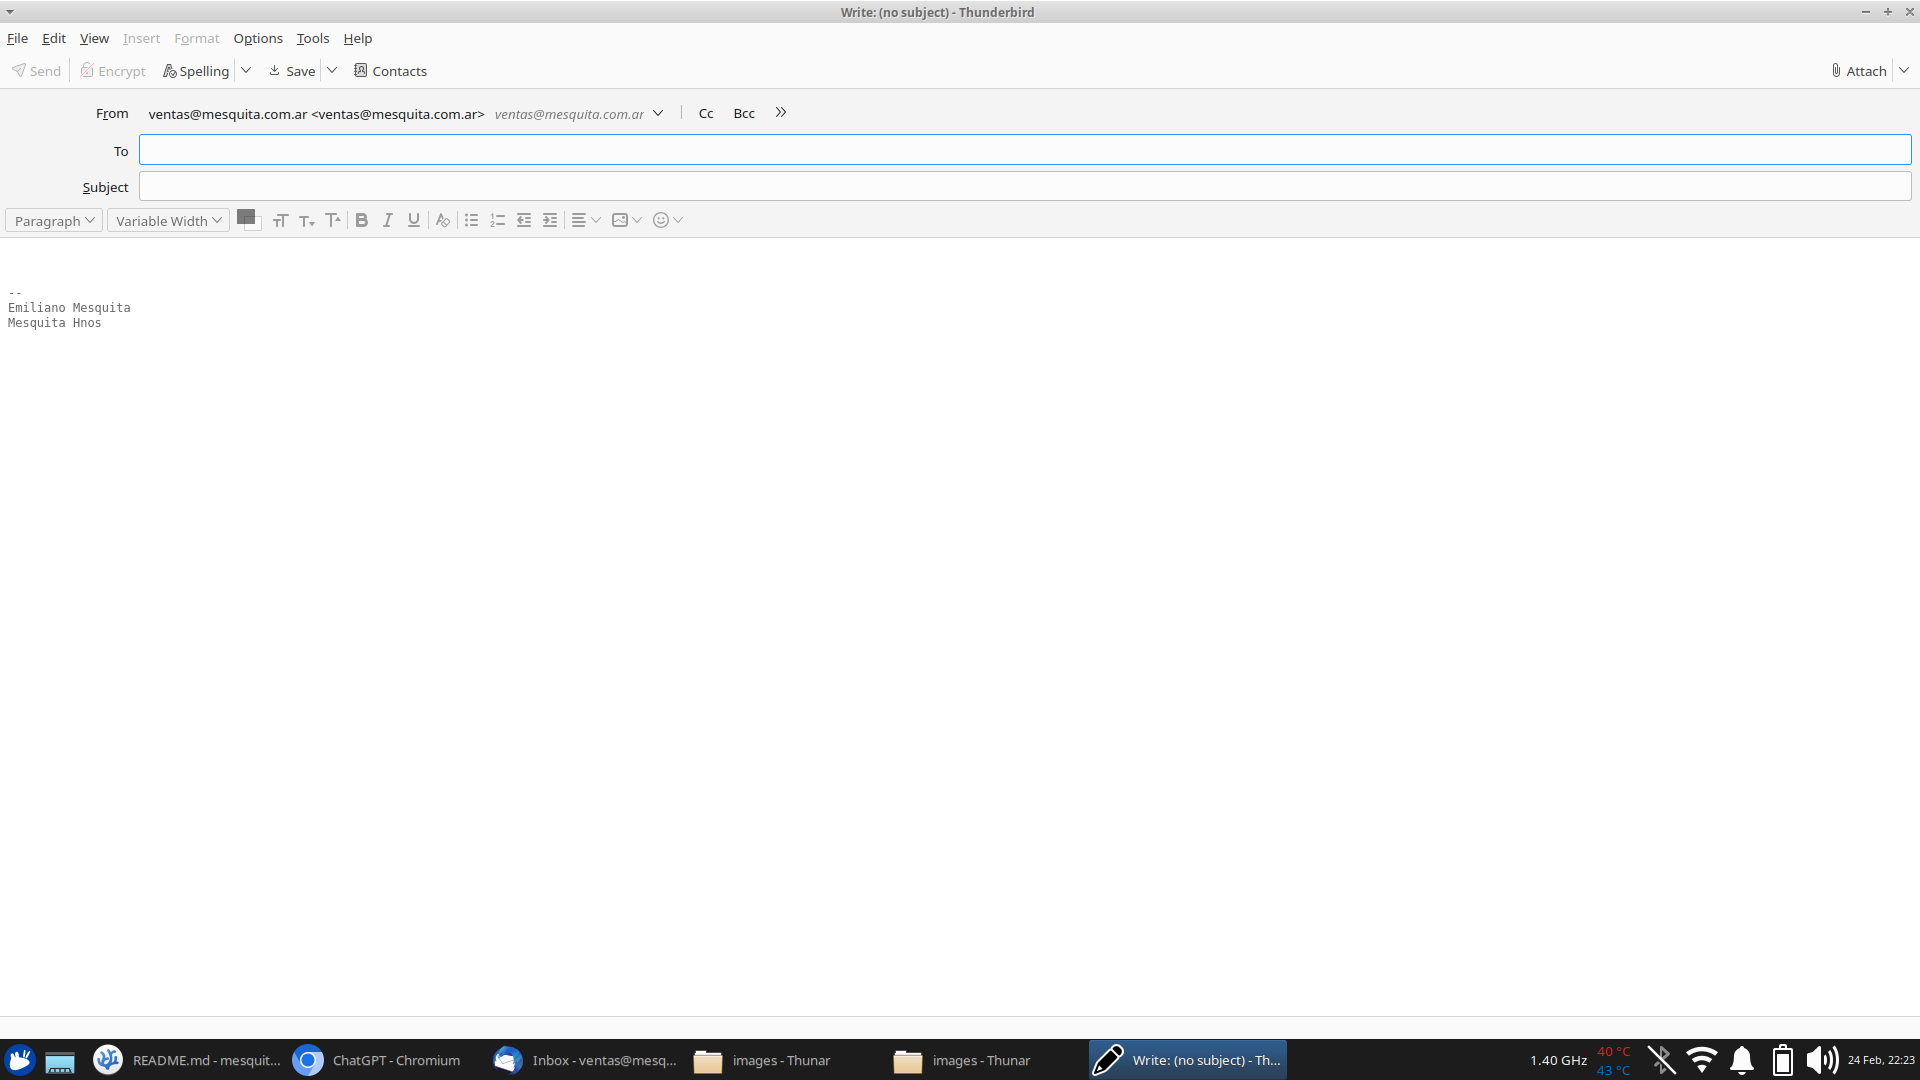 Write: (no subject) - Thunderbird
File Edit View Insert Format Options Tools Help
Send Encrypt Spelling Save Contacts Attach
From ventas@mesquita.com.ar <ventas@mesquita.com.ar> ventas@mesquita.com.ar Cc Bcc
To
Subject
Paragraph Variable Width
--
Emiliano Mesquita
Mesquita Hnos
README.md - mesquit... ChatGPT - Chromium Inbox - ventas@mesq... images - Thunar images - Thunar Write: (no subject) - Th... 1.40 GHz 40 °C 43 °C 24 Feb, 22:23